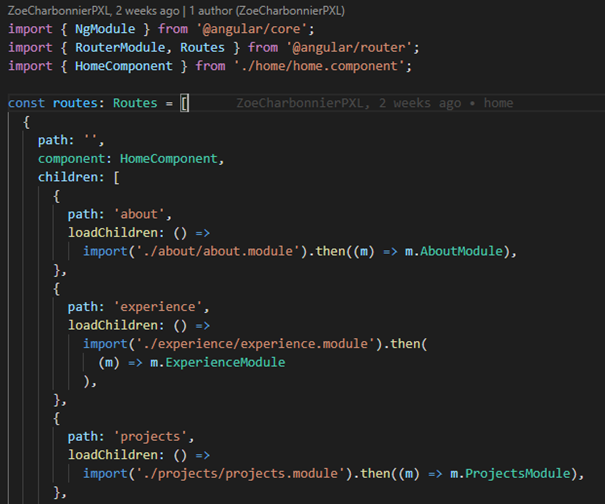 ZoeCharbonnierPXL, 2 weeks ago | 1 author (ZoeCharbonnierPXL)
import { NgModule } from '@angular/core';
import { RouterModule, Routes } from '@angular/router';
import { HomeComponent } from './home/home.component';

const routes: Routes = [ ZoeCharbonnierPXL, 2 weeks ago • home
  {
    path: '',
    component: HomeComponent,
    children: [
      {
        path: 'about',
        loadChildren: () =>
          import('./about/about.module').then((m) => m.AboutModule),
      },
      {
        path: 'experience',
        loadChildren: () =>
          import('./experience/experience.module').then(
            (m) => m.ExperienceModule
          ),
      },
      {
        path: 'projects',
        loadChildren: () =>
          import('./projects/projects.module').then((m) => m.ProjectsModule),
      },